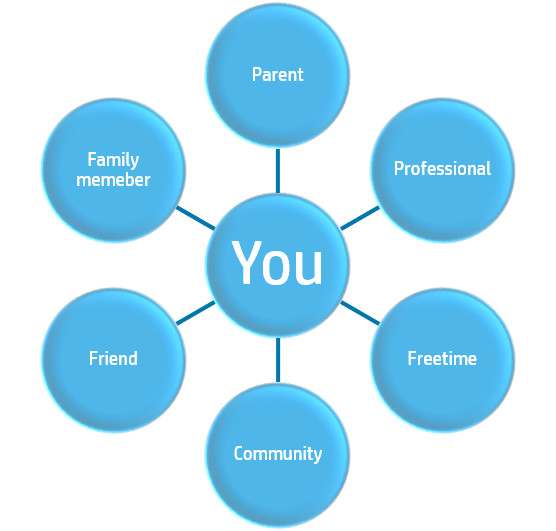 Parent
Family
memeber
Professional
You
Friend
Freetime
Community